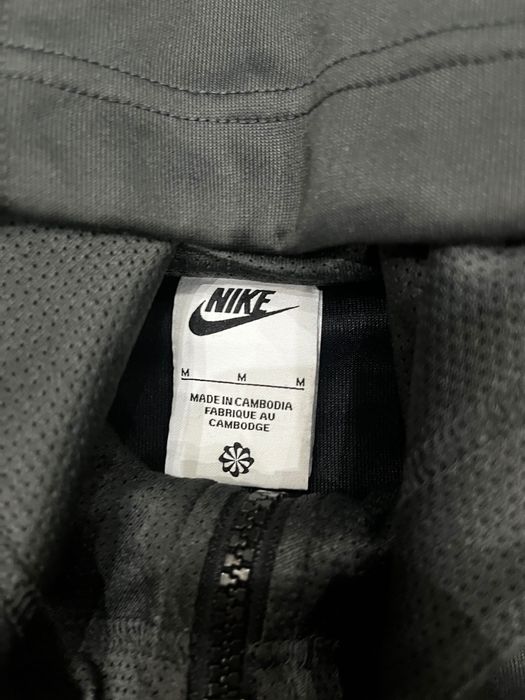 NIKE
M M M
MADE IN CAMBODIA
FABRIQUE AU
CAMBODGE